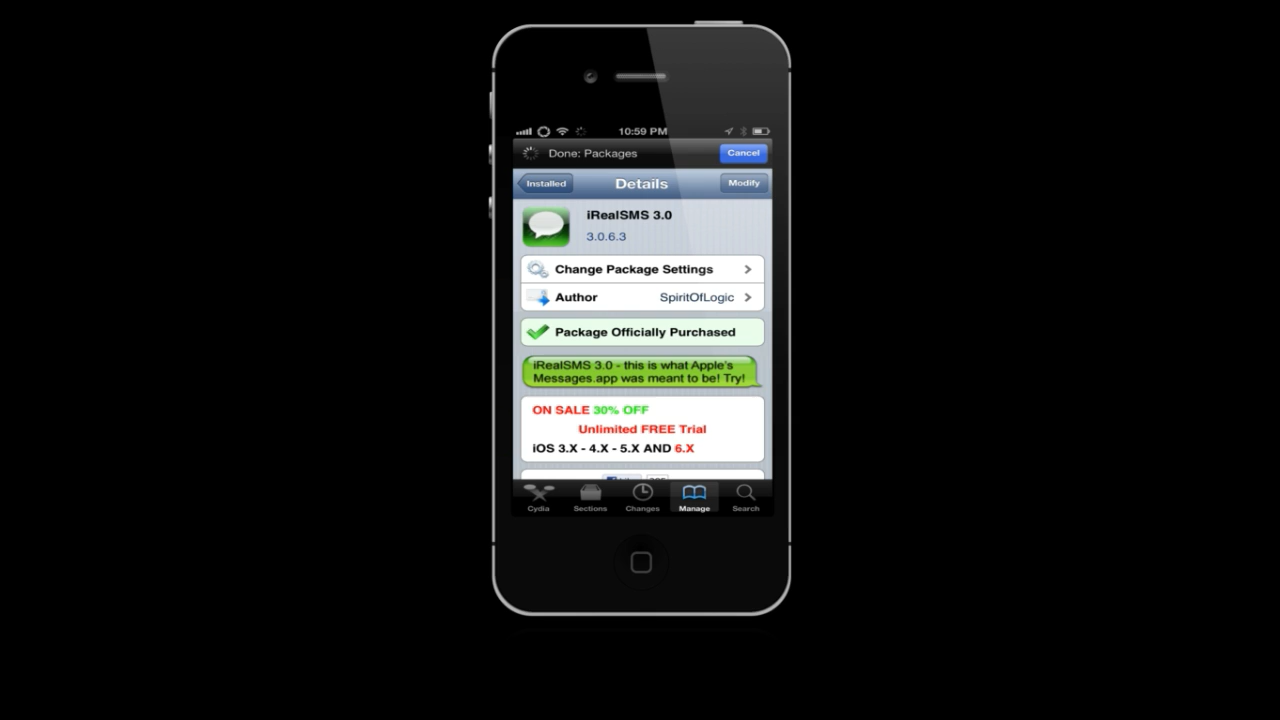 10:59 PM
Done: Packages
Cancel
Installed
Details
Modify
iRealSMS 3.0
3.0.6.3
Change Package Settings
Author
SpiritOfLogic
Package Officially Purchased
iRealSMS 3.0 - this is what Apple's
Messages.app was meant to be! Try!
ON SALE 30% OFF
Unlimited FREE Trial
iOS 3.X - 4.X - 5.X AND 6.X
Cydia
Sections
Changes
Manage
Search